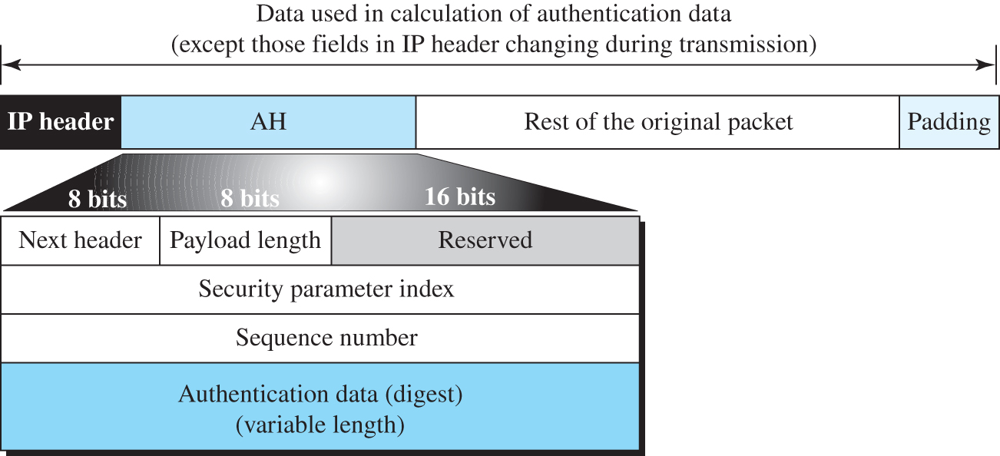 Data used in calculation of authentication data
(except those fields in IP header changing during transmission)
IP header AH Rest of the original packet Padding
8 bits 8 bits 16 bits
Next header Payload length Reserved
Security parameter index
Sequence number
Authentication data (digest)
(variable length)